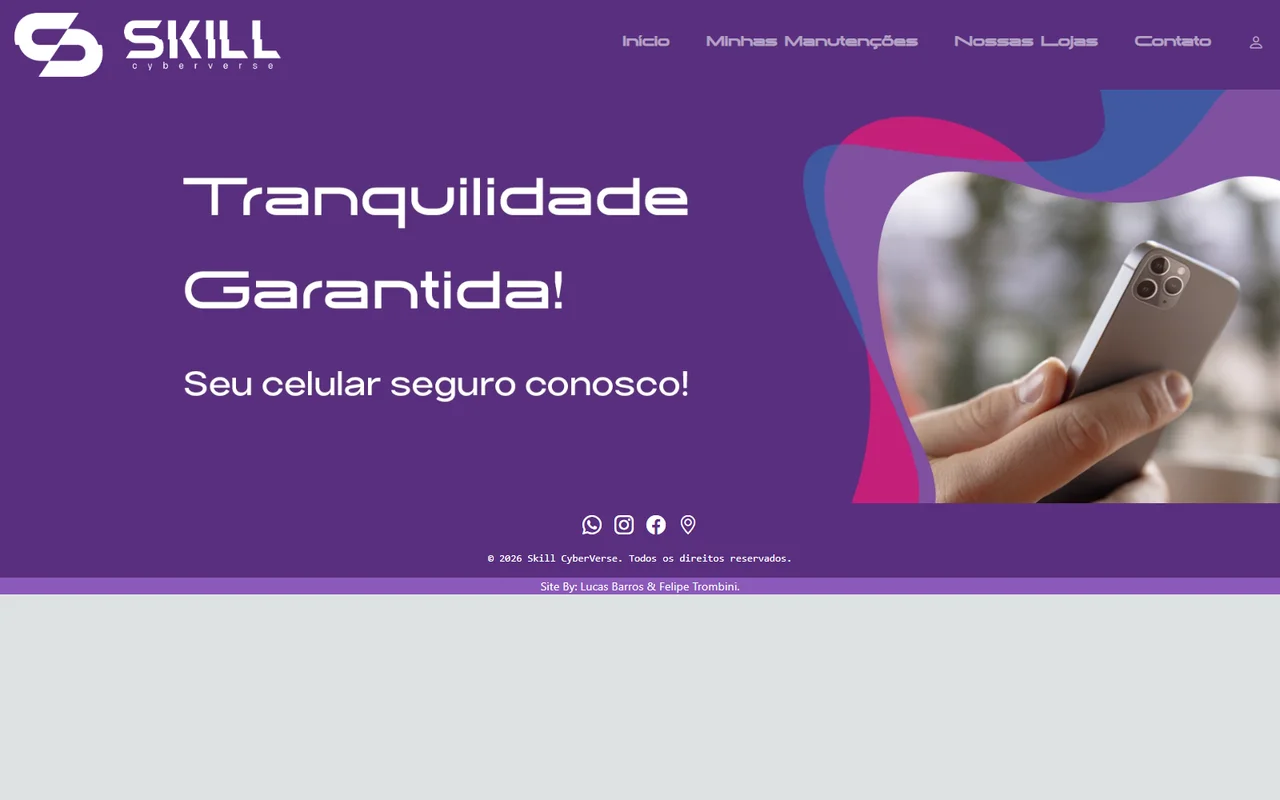 SKILL
cyberverse
Início
Minhas Manutenções
Nossas Lojas
Contato
Tranquilidade
Garantida!
Seu celular seguro conosco!
© 2026 Skill CyberVerse. Todos os direitos reservados.
Site By: Lucas Barros & Felipe Trombini.